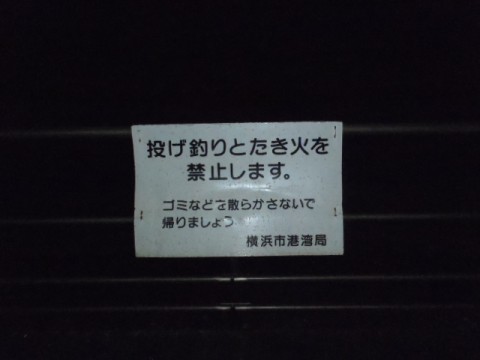 投げ釣りとたき火を
禁止します。
ゴミなどを散らかさないで
帰りましょう
横浜市港湾局